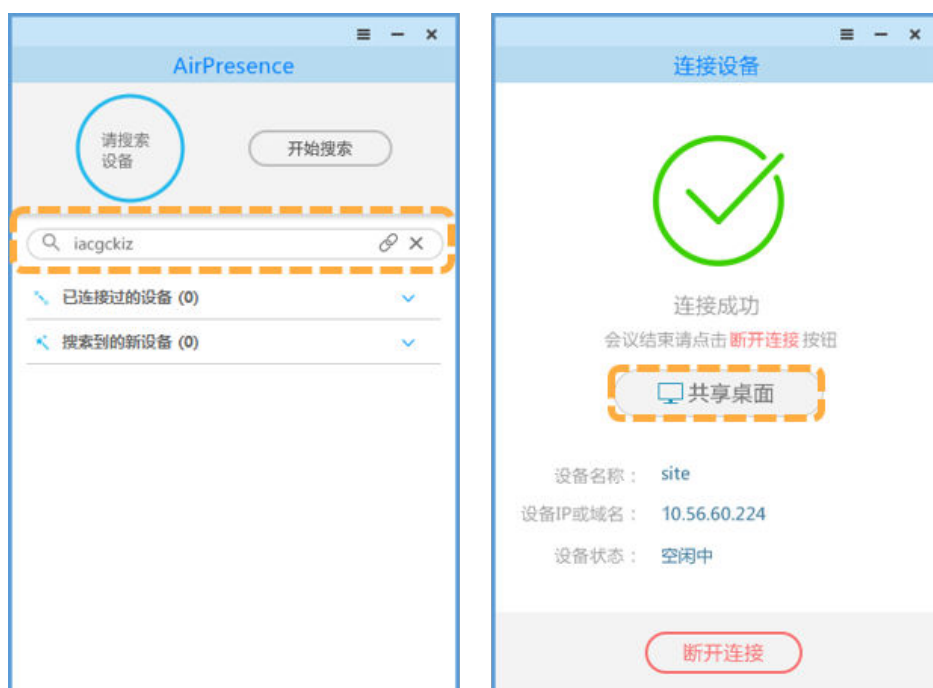 AirPresence
请搜索
设备
开始搜索
iacgckiz
已连接过的设备 (0)
搜索到的新设备 (0)
连接设备
连接成功
会议结束请点击 断开连接 按钮
共享桌面
设备名称： site
设备IP或域名： 10.56.60.224
设备状态： 空闲中
断开连接